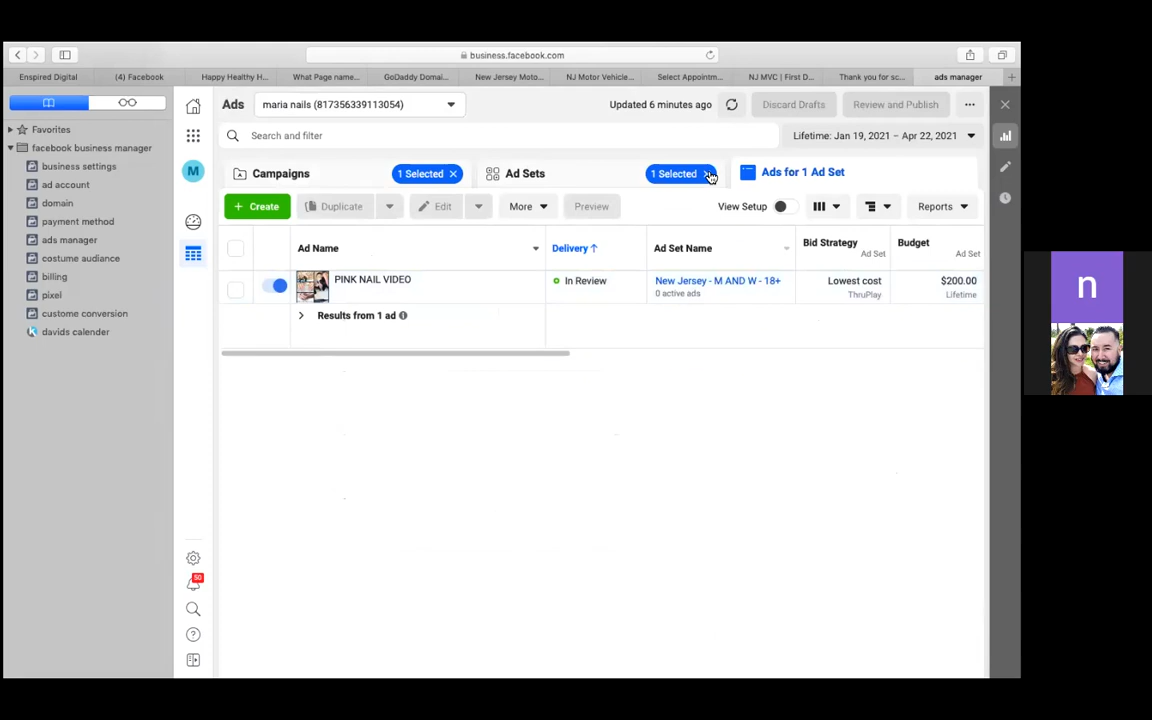 business.facebook.com
Enspired Digital
(4) Facebook
Happy Healthy H...
What Page name...
GoDaddy Domai...
New Jersey Moto...
NJ Motor Vehicle...
Select Appointm...
NJ MVC | First D...
Thank you for sc...
ads manager
Favorites
facebook business manager
business settings
ad account
domain
payment method
ads manager
costume audiance
billing
pixel
custome conversion
davids calender
M
50
Ads
maria nails (817356339113054)
Updated 6 minutes ago
Discard Drafts
Review and Publish
Search and filter
Lifetime: Jan 19, 2021 – Apr 22, 2021
Campaigns
1 Selected
Ad Sets
1 Selected
Ads for 1 Ad Set
+ Create
Duplicate
Edit
More
Preview
View Setup
Reports
Ad Name
Delivery ↑
Ad Set Name
Bid Strategy
Ad Set
Budget
Ad Set
PINK NAIL VIDEO
In Review
New Jersey - M AND W - 18+
0 active ads
Lowest cost
ThruPlay
$200.00
Lifetime
Results from 1 ad
n